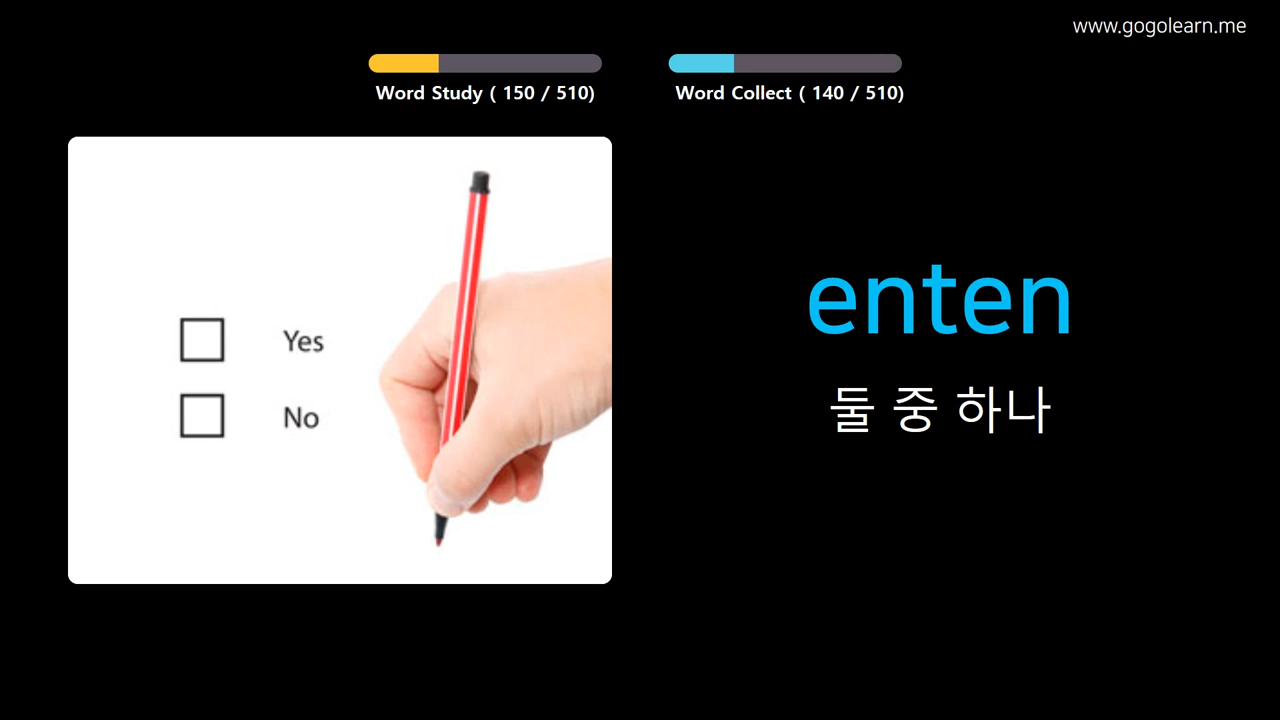 www.gogolearn.me
Word Study ( 150 / 510)
Word Collect ( 140 / 510)
Yes
No
enten
둘 중 하나